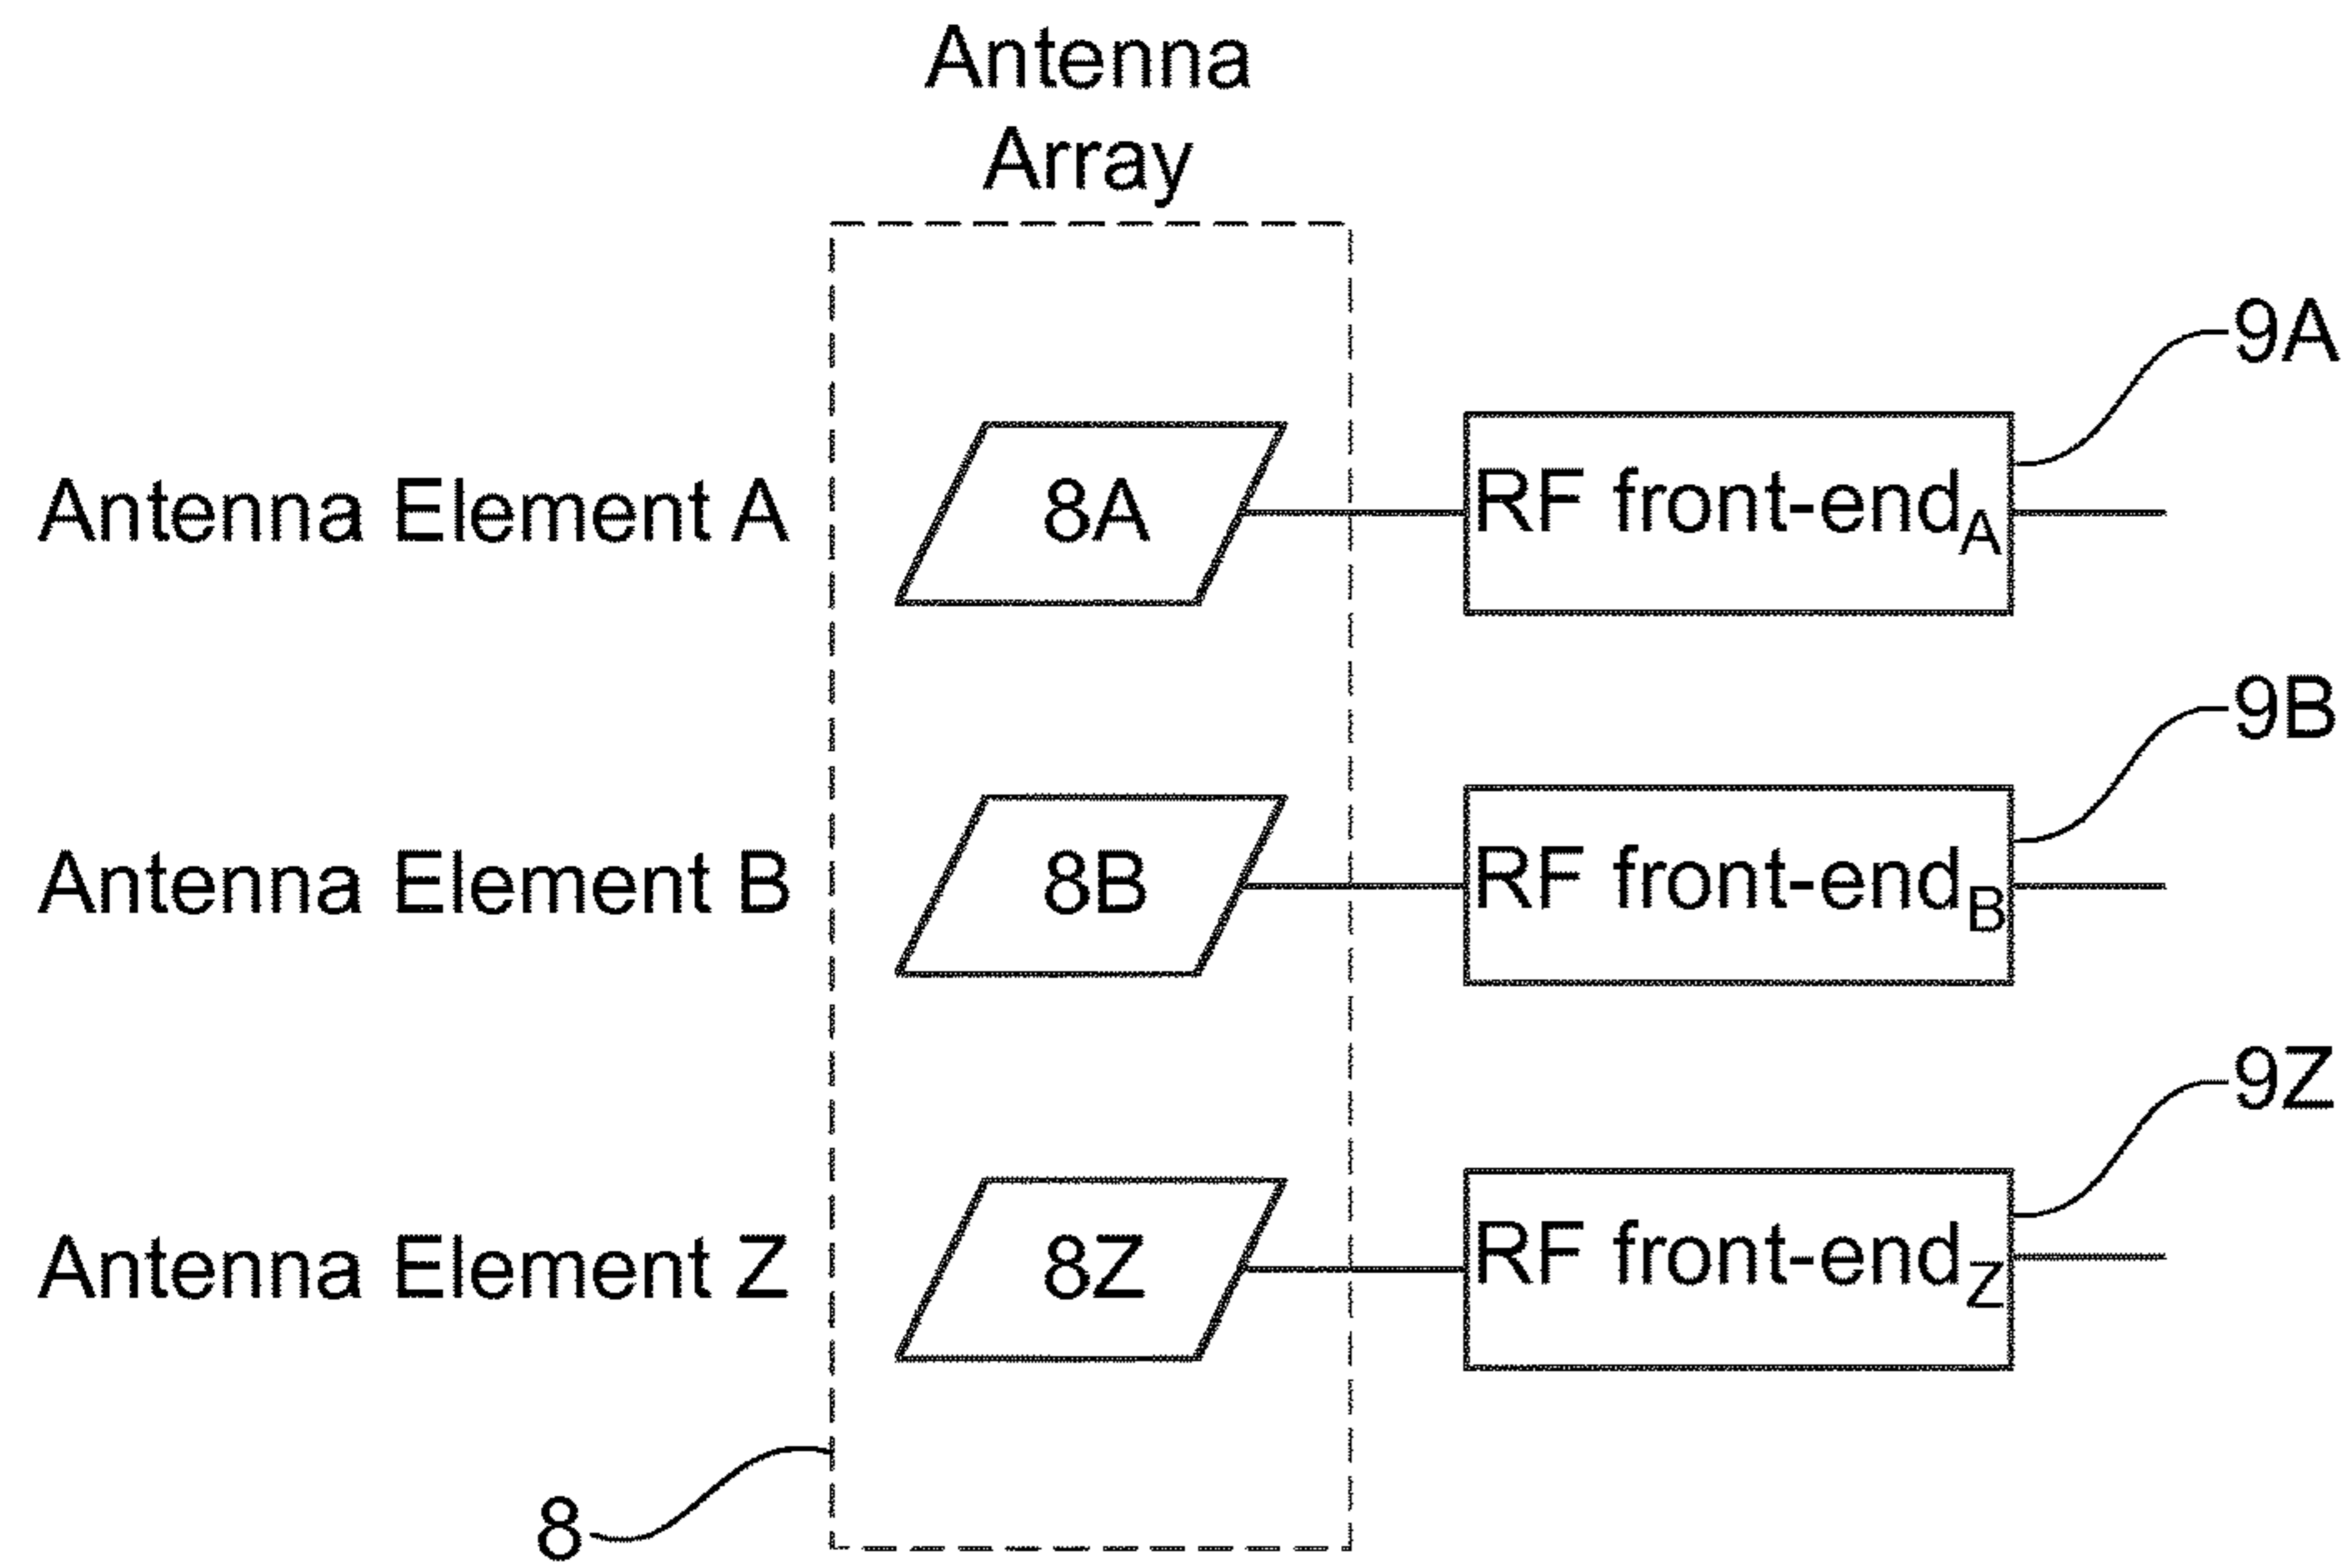 Antenna
Array
9A
Antenna Element A
8A
RF front-endA
9B
Antenna Element B
8B
RF front-endB
9Z
Antenna Element Z
8Z
RF front-endZ
8